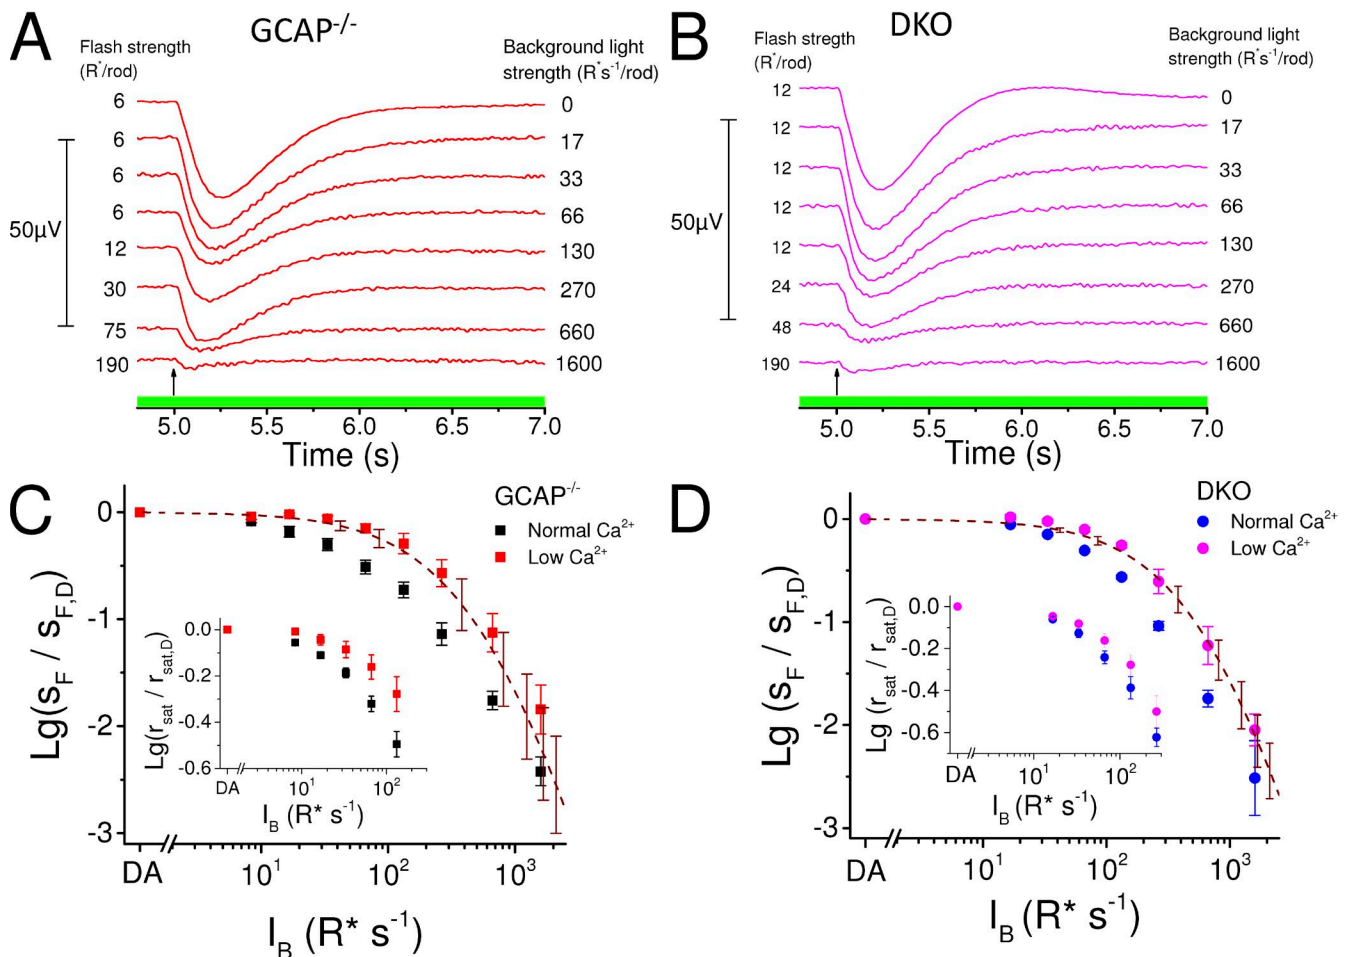 A
GCAP-/-
Flash strength
(R*/rod)
Background light
strength (R*s-1/rod)
6 0
6 17
6 33
6 66
12 130
30 270
75 660
190 1600
50µV
5.0 5.5 6.0 6.5 7.0
Time (s)
B
DKO
Flash stregth
(R*/rod)
Background light
strength (R*s-1/rod)
12 0
12 17
12 33
12 66
12 130
24 270
48 660
190 1600
50µV
5.0 5.5 6.0 6.5 7.0
Time (s)
C
GCAP-/-
Normal Ca2+
Low Ca2+
Lg(sF / sF,D)
0
-1
-2
-3
DA 101 102 103
IB (R* s-1)
Lg(rsat / rsat,D)
0.0
-0.2
-0.4
-0.6
DA 101 102
IB (R* s-1)
D
DKO
Normal Ca2+
Low Ca2+
Lg (sF / sF,D)
0
-1
-2
-3
DA 101 102 103
IB (R* s-1)
Lg (rsat / rsat,D)
0.0
-0.2
-0.4
-0.6
DA 101 102
IB (R* s-1)